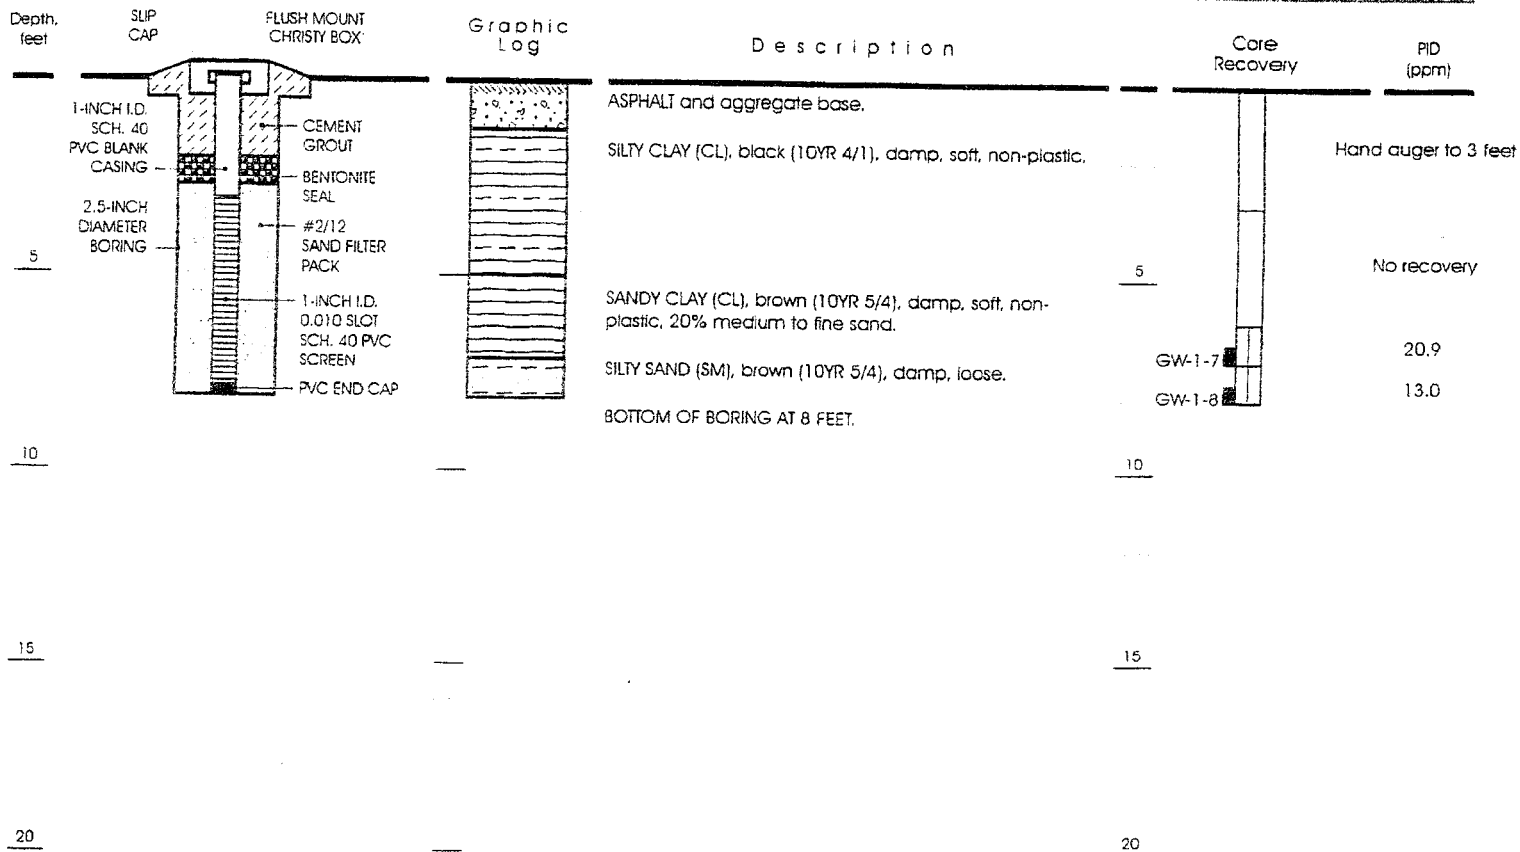 Depth,
feet
SLIP
CAP
FLUSH MOUNT
CHRISTY BOX
Graphic
Log
Description
Core
Recovery
PID
(ppm)
1-INCH I.D.
SCH. 40
PVC BLANK
CASING
2.5-INCH
DIAMETER
BORING
CEMENT
GROUT
BENTONITE
SEAL
#2/12
SAND FILTER
PACK
1-INCH I.D.
0.010 SLOT
SCH. 40 PVC
SCREEN
PVC END CAP
5
10
15
20
ASPHALT and aggregate base.
SILTY CLAY (CL), black (10YR 4/1), damp, soft, non-plastic.
SANDY CLAY (CL), brown (10YR 5/4), damp, soft, non-
plastic, 20% medium to fine sand.
SILTY SAND (SM), brown (10YR 5/4), damp, loose.
BOTTOM OF BORING AT 8 FEET.
5
10
15
20
GW-1-7
GW-1-8
Hand auger to 3 feet
No recovery
20.9
13.0